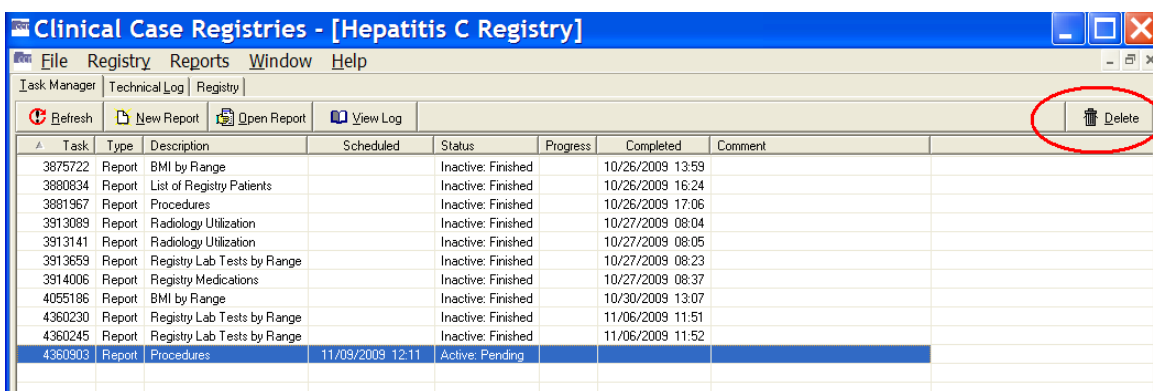 Clinical Case Registries - [Hepatitis C Registry]
File Registry Reports Window Help
Task Manager Technical Log Registry
Refresh New Report Open Report View Log Delete
Task Type Description Scheduled Status Progress Completed Comment
3875722 Report BMI by Range Inactive: Finished 10/26/2009 13:59
3880834 Report List of Registry Patients Inactive: Finished 10/26/2009 16:24
3881967 Report Procedures Inactive: Finished 10/26/2009 17:06
3913089 Report Radiology Utilization Inactive: Finished 10/27/2009 08:04
3913141 Report Radiology Utilization Inactive: Finished 10/27/2009 08:05
3913659 Report Registry Lab Tests by Range Inactive: Finished 10/27/2009 08:23
3914006 Report Registry Medications Inactive: Finished 10/27/2009 08:37
4055186 Report BMI by Range Inactive: Finished 10/30/2009 13:07
4360230 Report Registry Lab Tests by Range Inactive: Finished 11/06/2009 11:51
4360245 Report Registry Lab Tests by Range Inactive: Finished 11/06/2009 11:52
4360903 Report Procedures 11/09/2009 12:11 Active: Pending